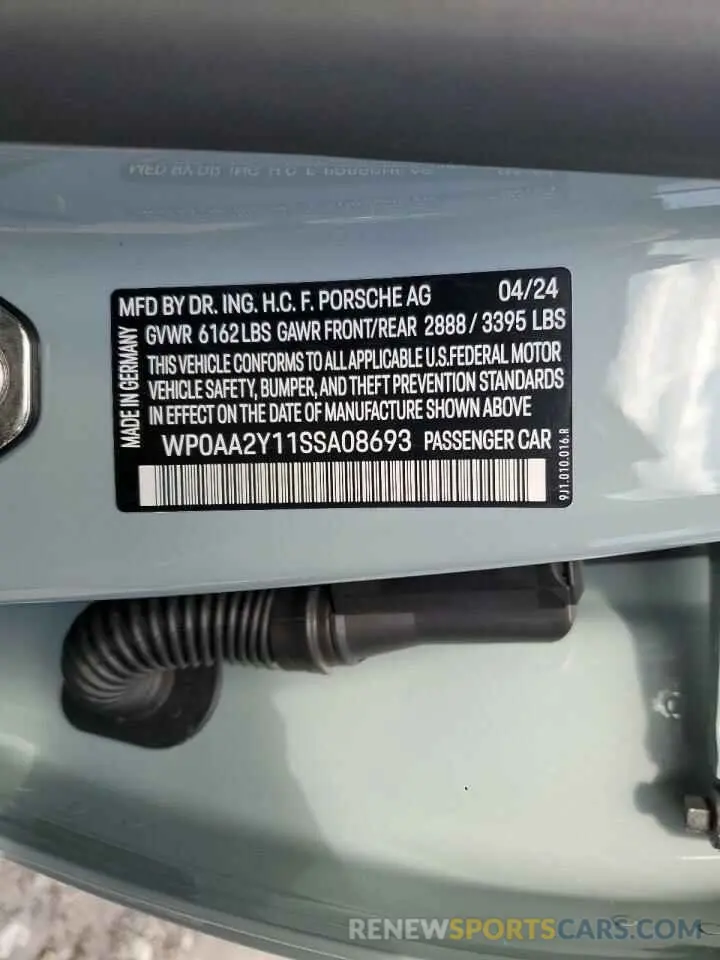 MFD BY DR. ING. H.C. F. PORSCHE AG 04/24
GVWR 6162LBS GAWR FRONT/REAR 2888 / 3395 LBS
THIS VEHICLE CONFORMS TO ALL APPLICABLE U.S.FEDERAL MOTOR
VEHICLE SAFETY, BUMPER, AND THEFT PREVENTION STANDARDS
IN EFFECT ON THE DATE OF MANUFACTURE SHOWN ABOVE
WP0AA2Y11SSA08693 PASSENGER CAR
MADE IN GERMANY
9J1.010.016.R
RENEWSPORTSCARS.COM